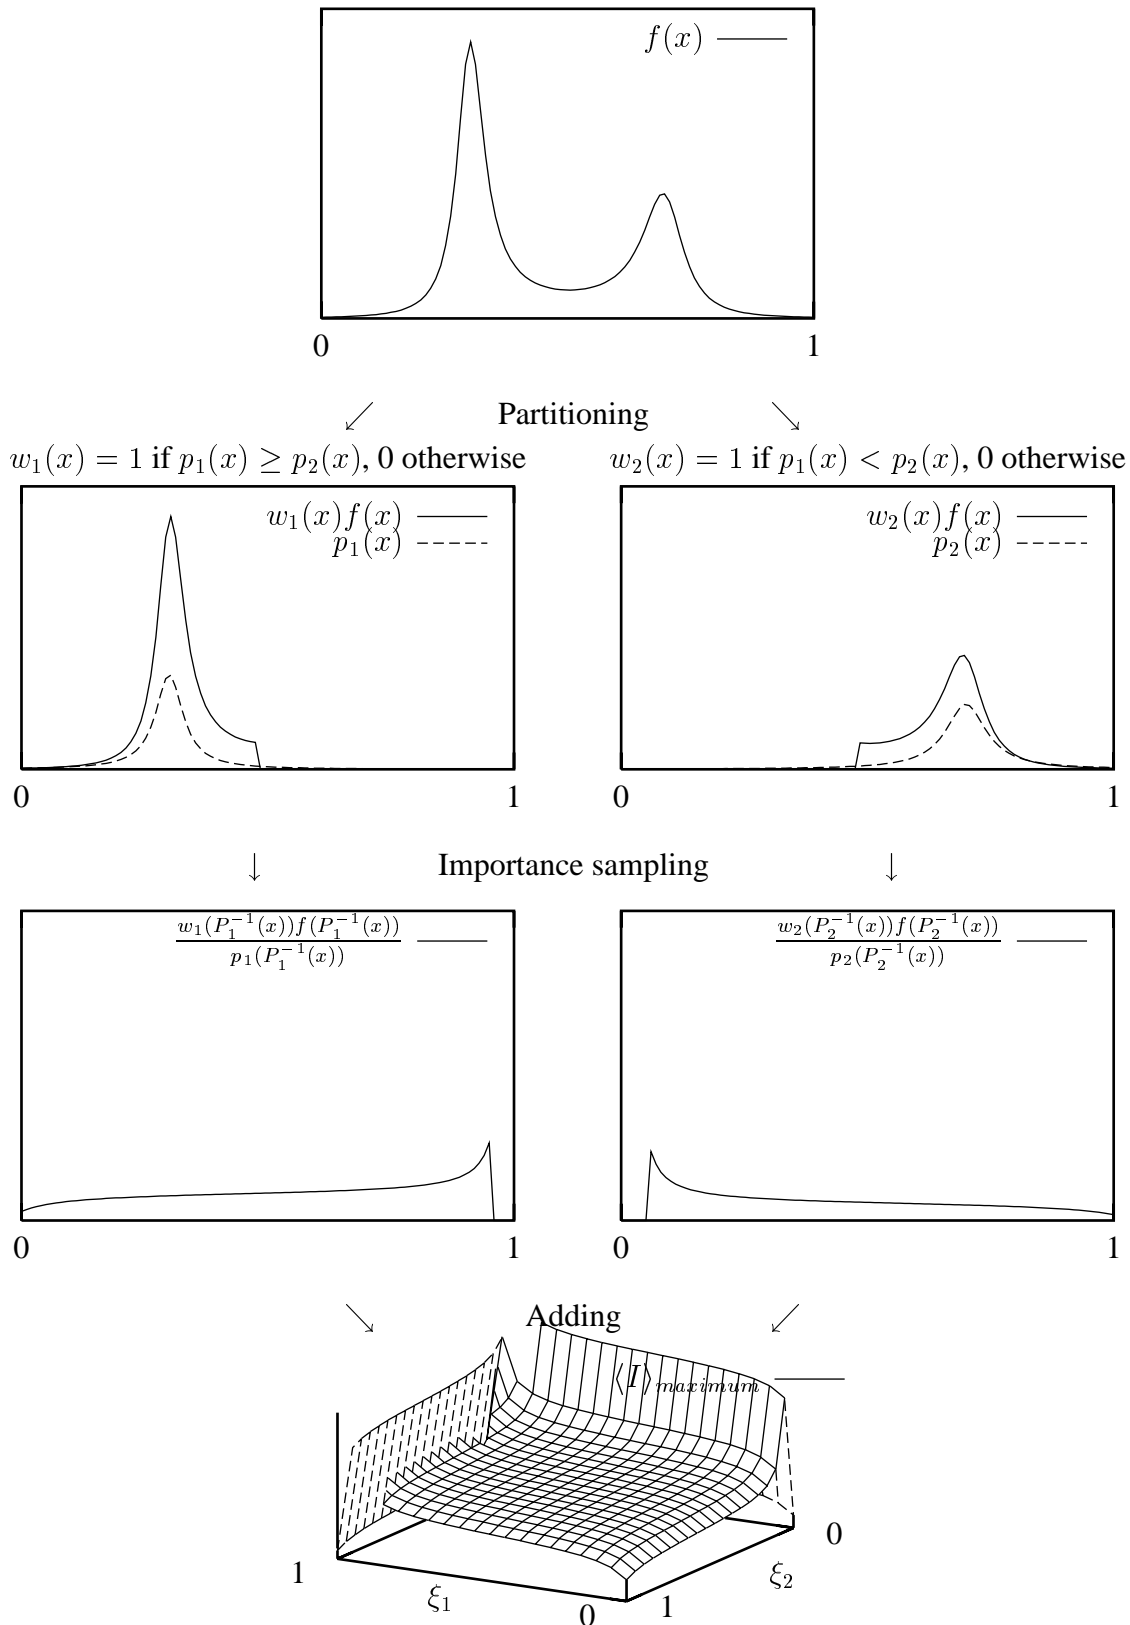 f(x)
0 1
Partitioning
w₁(x) = 1 if p₁(x) ≥ p₂(x), 0 otherwise
w₂(x) = 1 if p₁(x) < p₂(x), 0 otherwise
w₁(x)f(x)
p₁(x)
0 1
w₂(x)f(x)
p₂(x)
0 1
Importance sampling
w₁(P₁⁻¹(x))f(P₁⁻¹(x))
p₁(P₁⁻¹(x))
0 1
w₂(P₂⁻¹(x))f(P₂⁻¹(x))
p₂(P₂⁻¹(x))
0 1
Adding
⟨I⟩maximum
1 ξ₁ 0
1 ξ₂ 0